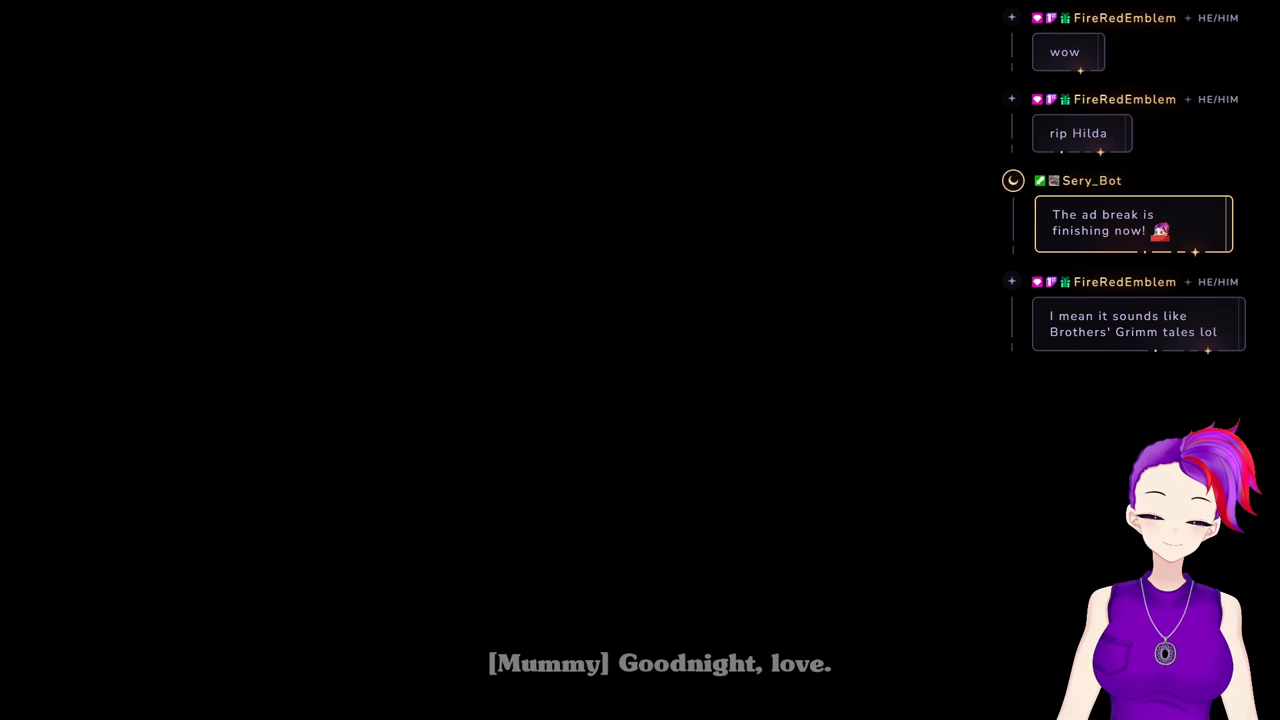 FireRedEmblem HE/HIM
wow
FireRedEmblem HE/HIM
rip Hilda
Sery_Bot
The ad break is
finishing now!
FireRedEmblem HE/HIM
I mean it sounds like
Brothers' Grimm tales lol
[Mummy] Goodnight, love.